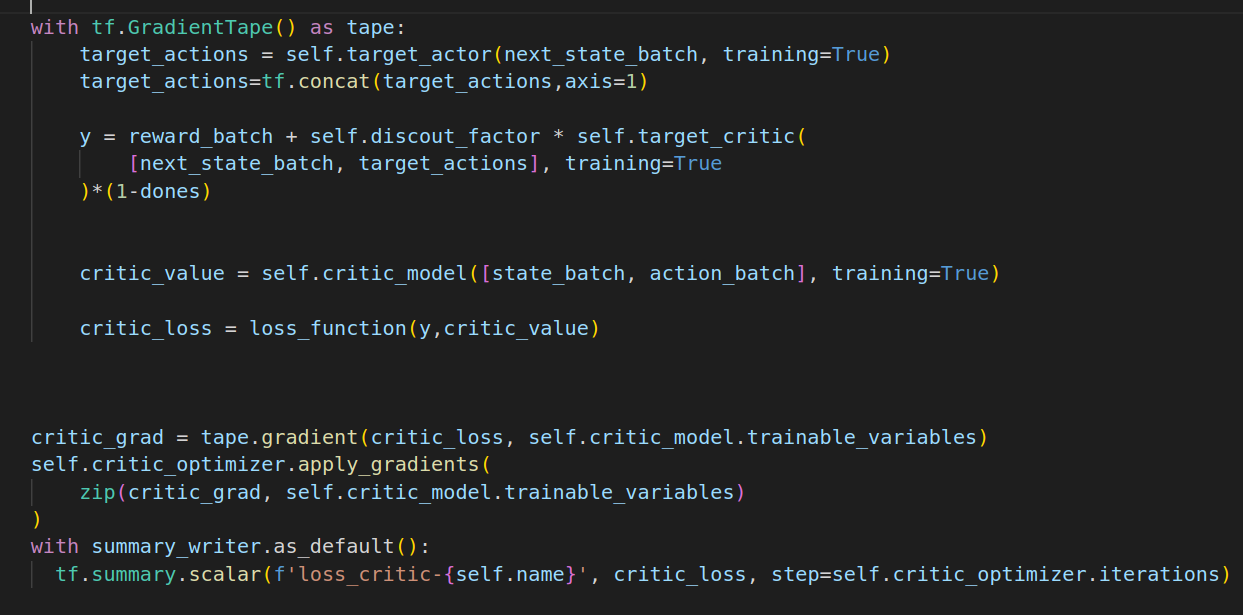 with tf.GradientTape() as tape:
    target_actions = self.target_actor(next_state_batch, training=True)
    target_actions=tf.concat(target_actions,axis=1)
    y = reward_batch + self.discout_factor * self.target_critic(
        [next_state_batch, target_actions], training=True
    )*(1-dones)
    critic_value = self.critic_model([state_batch, action_batch], training=True)
    critic_loss = loss_function(y,critic_value)
critic_grad = tape.gradient(critic_loss, self.critic_model.trainable_variables)
self.critic_optimizer.apply_gradients(
    zip(critic_grad, self.critic_model.trainable_variables)
)
with summary_writer.as_default():
  tf.summary.scalar(f'loss_critic-{self.name}', critic_loss, step=self.critic_optimizer.iterations)